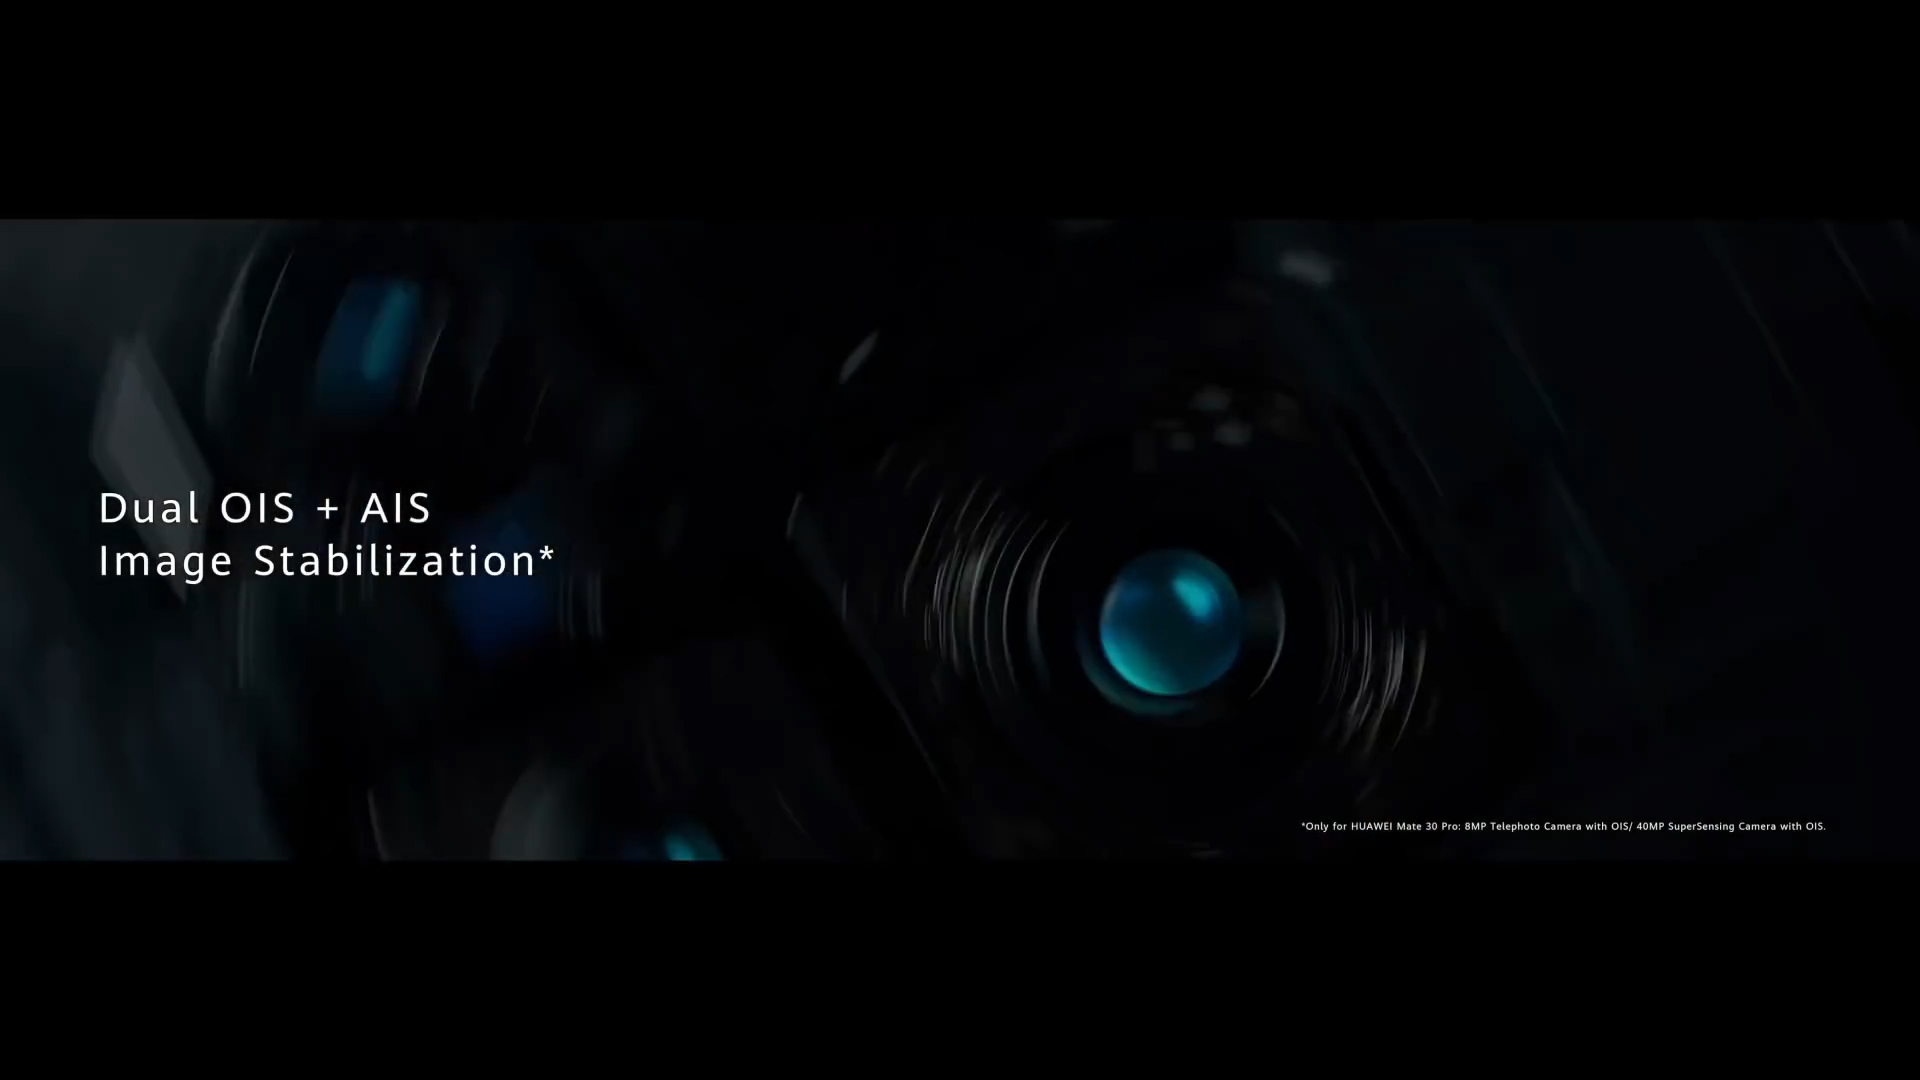 Dual OIS + AIS
Image Stabilization*
*Only for HUAWEI Mate 30 Pro: 8MP Telephoto Camera with OIS/ 40MP SuperSensing Camera with OIS.